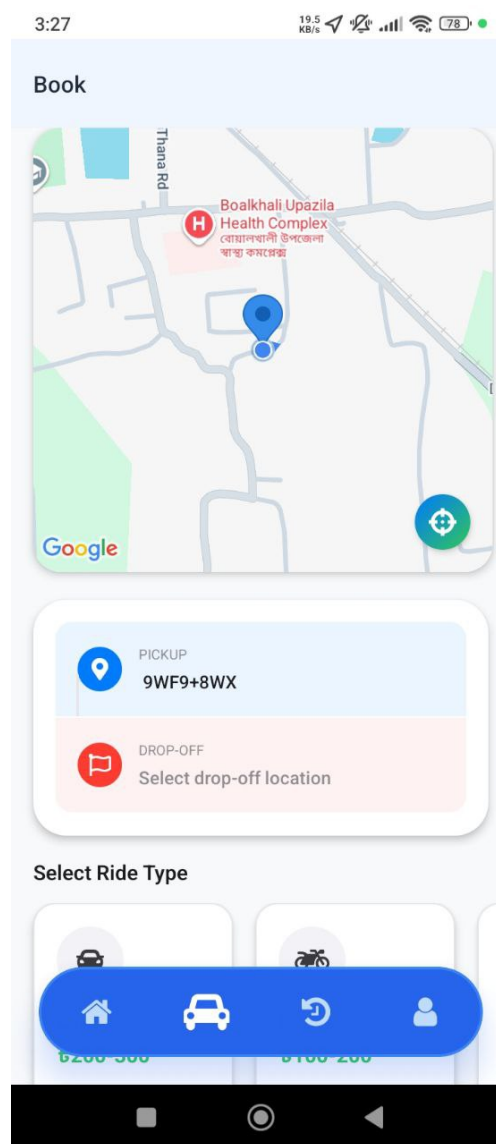 3:27
19.5
KB/s
78
Book
Thana Rd
Boalkhali Upazila
Health Complex
বোয়ালখালী উপজেলা
স্বাস্থ্য কমপ্লেক্স
H
Google
PICKUP
9WF9+8WX
DROP-OFF
Select drop-off location
Select Ride Type